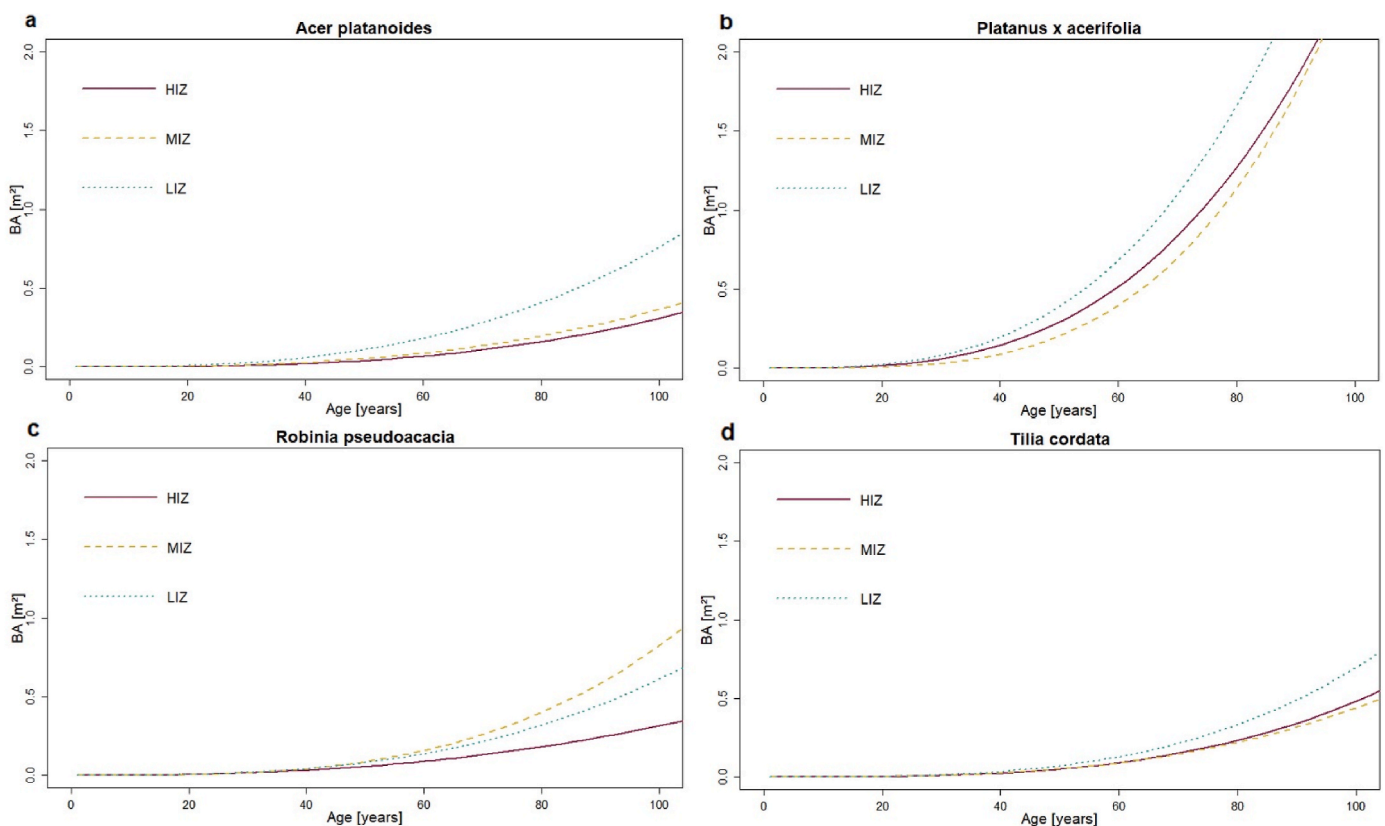 a
Acer platanoides
2.0
1.5
1.0
0.5
0.0
BA [m²]
HIZ
MIZ
LIZ
0 20 40 60 80 100
Age [years]
b
Platanus x acerifolia
2.0
1.5
1.0
0.5
0.0
BA [m²]
HIZ
MIZ
LIZ
0 20 40 60 80 100
Age [years]
c
Robinia pseudoacacia
2.0
1.5
1.0
0.5
0.0
BA [m²]
HIZ
MIZ
LIZ
0 20 40 60 80 100
Age [years]
d
Tilia cordata
2.0
1.5
1.0
0.5
0.0
BA [m²]
HIZ
MIZ
LIZ
0 20 40 60 80 100
Age [years]